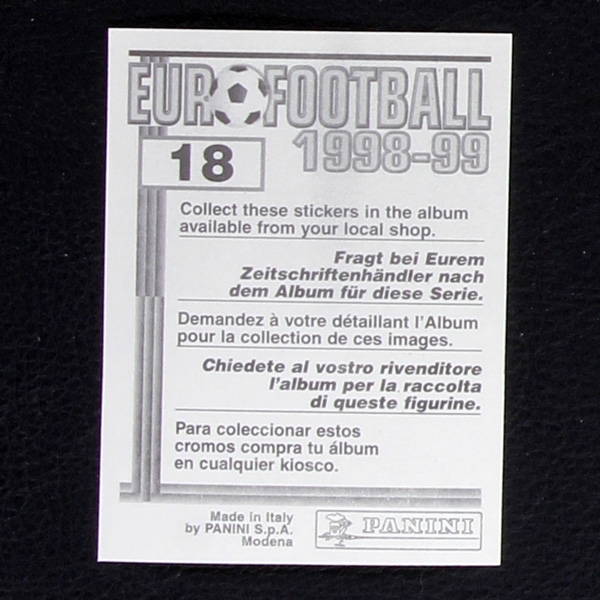 EUROFOOTBALL
1998-99
18
Collect these stickers in the album
available from your local shop.
Fragt bei Eurem
Zeitschriftenhändler nach
dem Album für diese Serie.
Demandez à votre détaillant l'Album
pour la collection de ces images.
Chiedete al vostro rivenditore
l'album per la raccolta
di queste figurine.
Para coleccionar estos
cromos compra tu álbum
en cualquier kiosco.
Made in Italy
by PANINI S.p.A.
Modena
PANINI